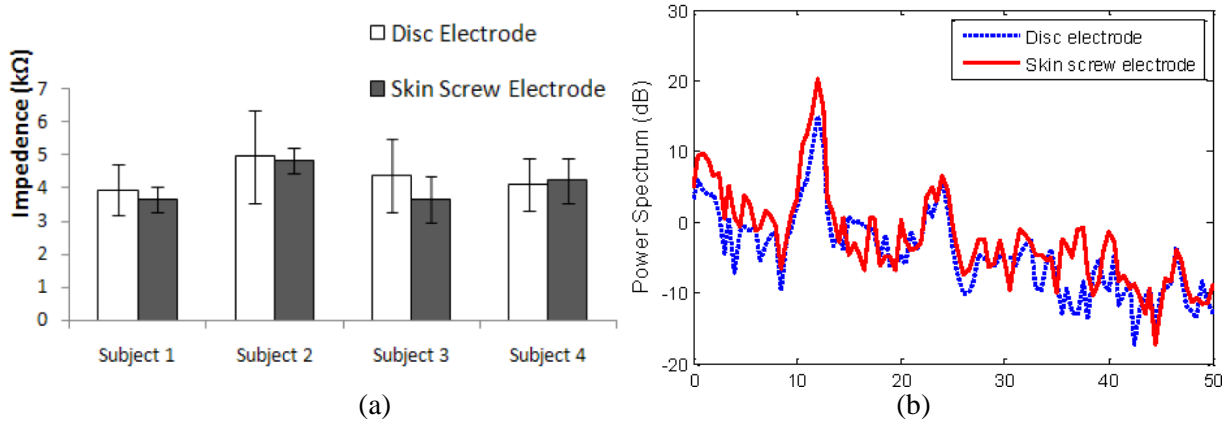 Disc Electrode
Skin Screw Electrode
Impedence (kΩ)
7
6
5
4
3
2
1
0
Subject 1 Subject 2 Subject 3 Subject 4
(a)
Disc electrode
Skin screw electrode
Power Spectrum (dB)
30
20
10
0
-10
-20
0 10 20 30 40 50
(b)